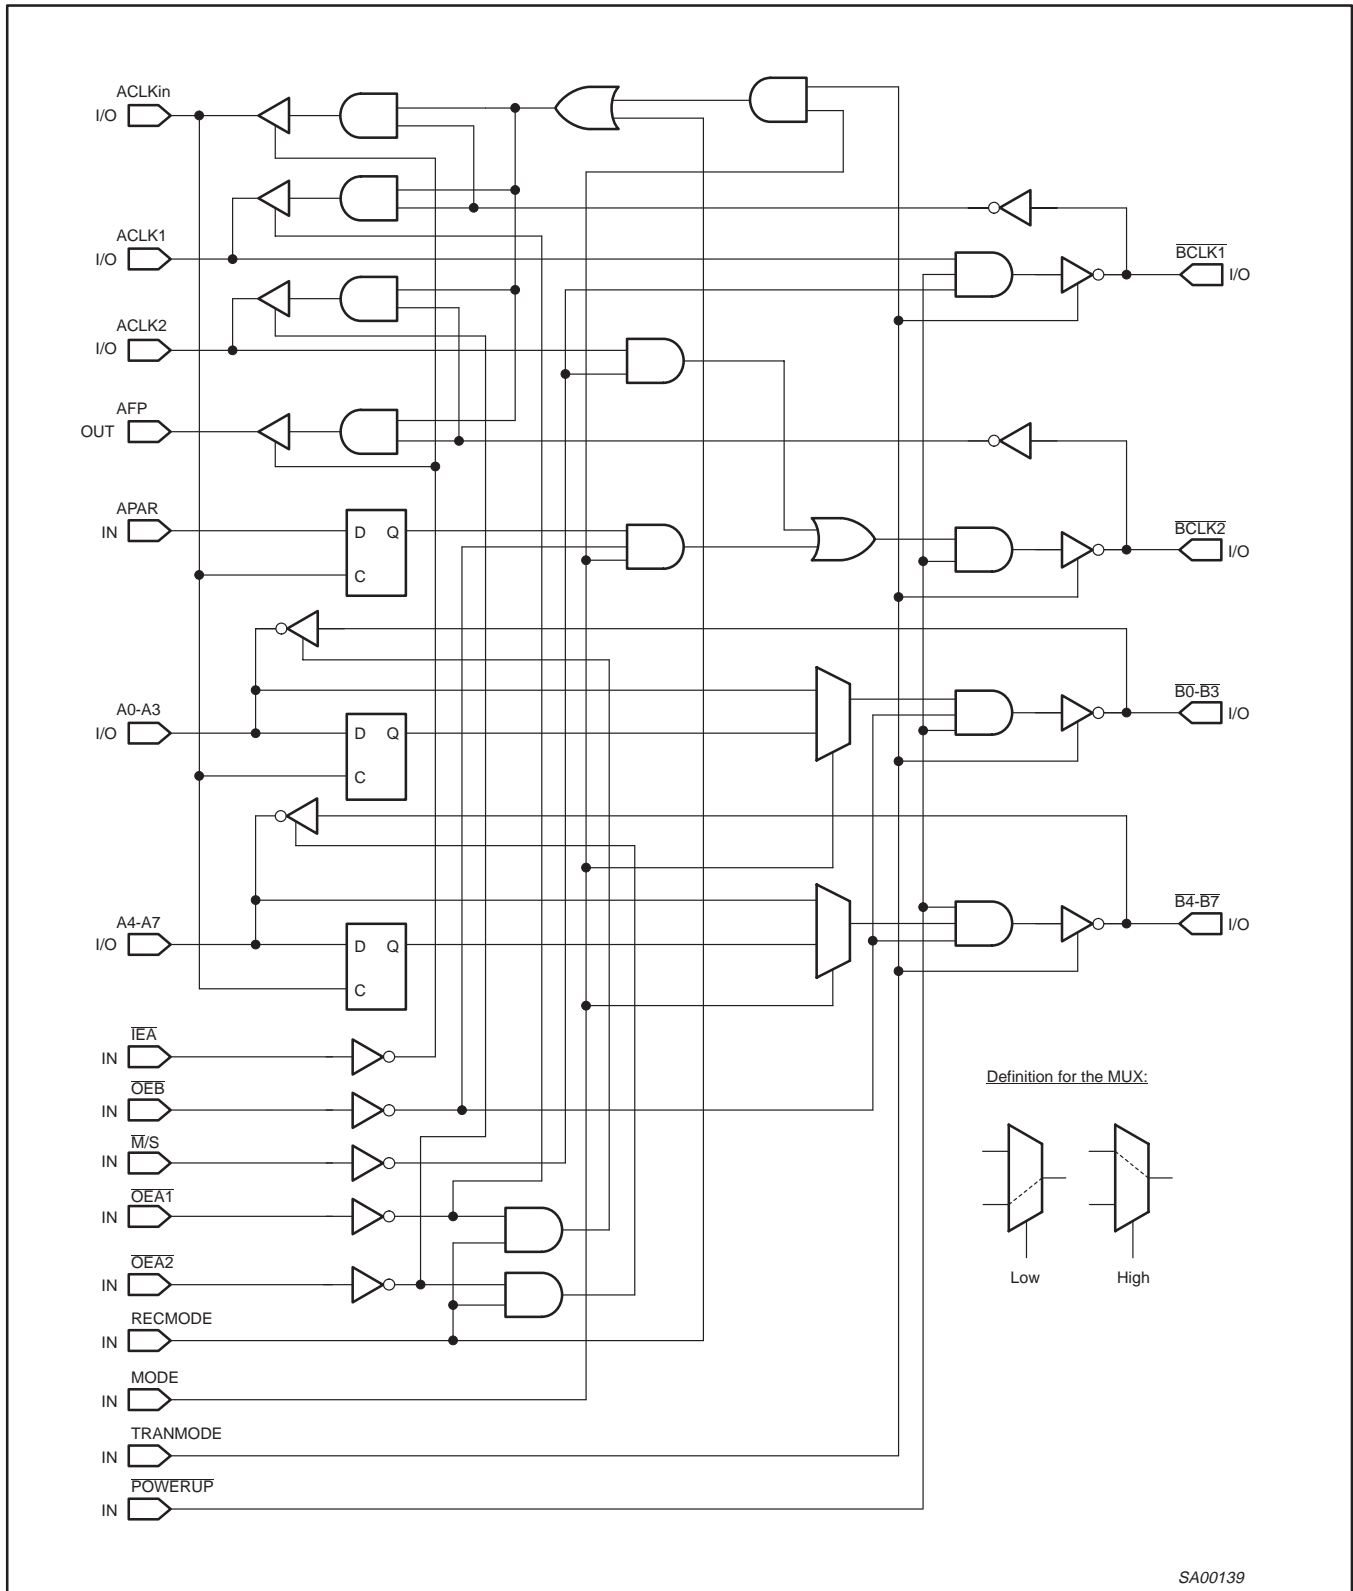 ACLKin
I/O
ACLK1
I/O
BCLK1
I/O
ACLK2
I/O
AFP
OUT
APAR
IN
D Q
C
BCLK2
I/O
A0-A3
I/O
D Q
C
B0-B3
I/O
A4-A7
I/O
D Q
C
B4-B7
I/O
IEA
IN
OEB
IN
M/S
IN
OEA1
IN
OEA2
IN
RECMODE
IN
MODE
IN
TRANMODE
IN
POWERUP
IN
Definition for the MUX:
Low High
SA00139